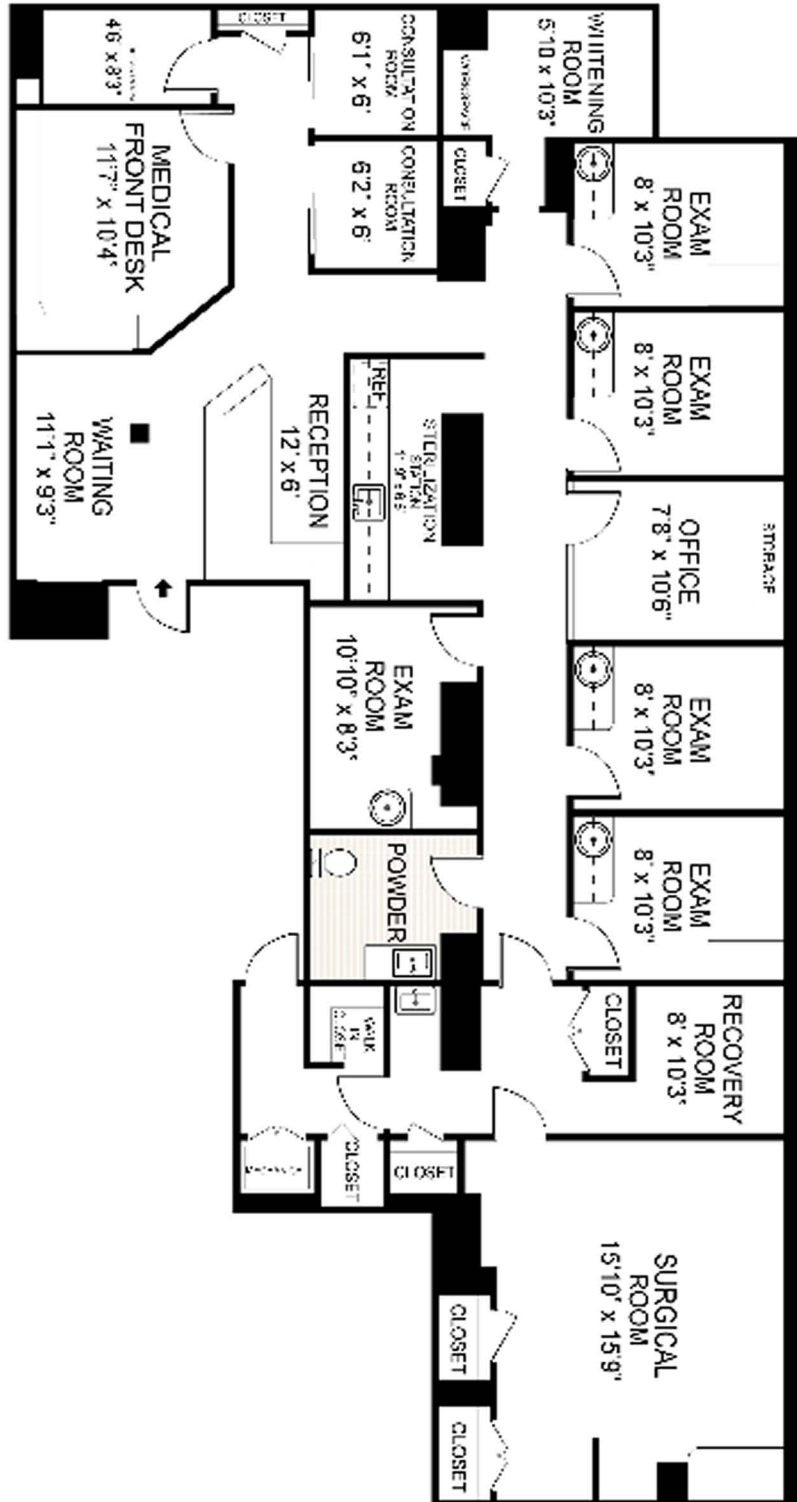 WHITENING
ROOM
5'10 x 10'3"
WORKSPACE
CLOSET
EXAM
ROOM
8' x 10'3"
EXAM
ROOM
8' x 10'3"
STORAGE
OFFICE
7'8" x 10'6"
EXAM
ROOM
8' x 10'3'
EXAM
ROOM
8' x 10'3"
RECOVERY
ROOM
8' x 10'3"
CLOSET
SURGICAL
ROOM
15'10" x 15'9"
CLOSET
CLOSET
CONSULTATION
ROOM
6'1" x 6'
CONSULTATION
ROOM
6'2" x 6'
STERILIZATION
STATION
REF.
EXAM
ROOM
10'10" x 8'3"
POWDER
WALK
IN
CLOSET
CLOSET
CLOSET
CLOSET
RECEPTION
12' x 6'
4'6' x 8'3"
MEDICAL
FRONT DESK
11'7" x 10'4"
WAITING
ROOM
11'1" x 9'3"